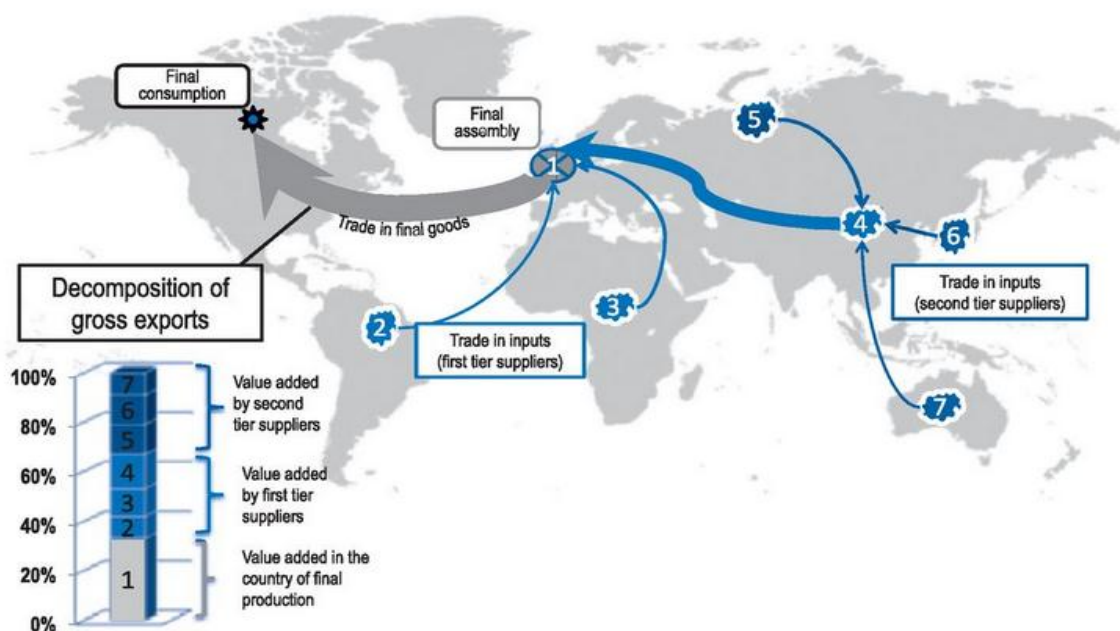 Final
consumption
Final
assembly
1
5
4
6
Trade in final goods
Trade in inputs
(second tier suppliers)
Decomposition of
gross exports
2
3
Trade in inputs
(first tier suppliers)
7
100%
80%
60%
40%
20%
0%
7
6
5
4
3
2
1
Value added
by second
tier suppliers
Value added
by first tier
suppliers
Value added in the
country of final
production